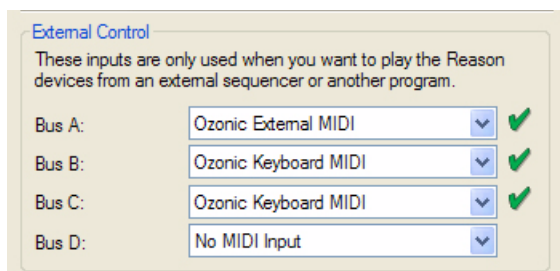 External Control
These inputs are only used when you want to play the Reason
devices from an external sequencer or another program.
Bus A: Ozonic External MIDI
Bus B: Ozonic Keyboard MIDI
Bus C: Ozonic Keyboard MIDI
Bus D: No MIDI Input